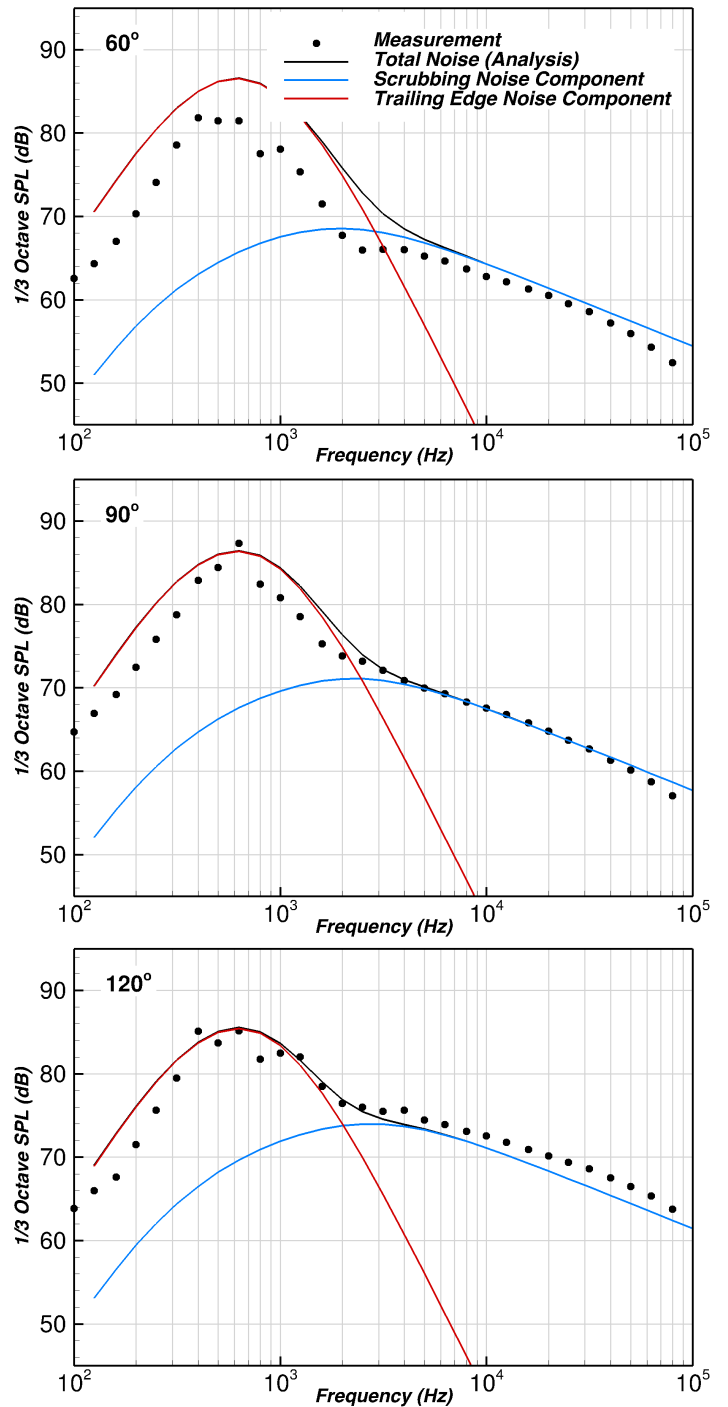 60º
Measurement
Total Noise (Analysis)
Scrubbing Noise Component
Trailing Edge Noise Component
1/3 Octave SPL (dB)
90
80
70
60
50
10² 10³ 10⁴ 10⁵
Frequency (Hz)
90º
1/3 Octave SPL (dB)
90
80
70
60
50
10² 10³ 10⁴ 10⁵
Frequency (Hz)
120º
1/3 Octave SPL (dB)
90
80
70
60
50
10² 10³ 10⁴ 10⁵
Frequency (Hz)